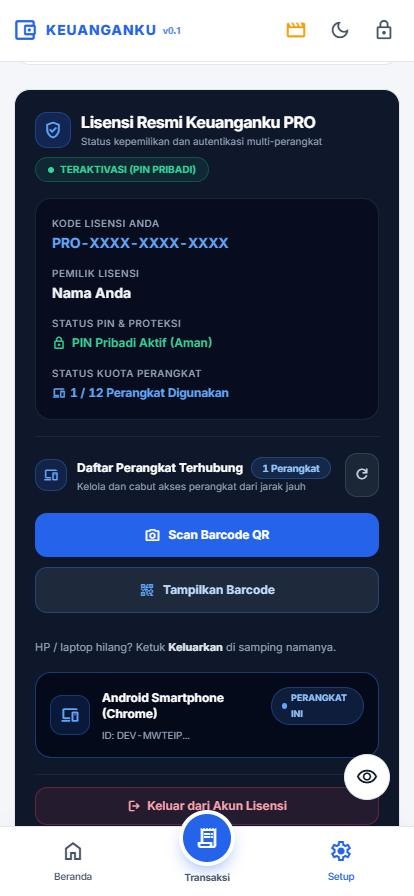 KEUANGANKU v0.1
Lisensi Resmi Keuanganku PRO
Status kepemilikan dan autentikasi multi-perangkat
TERAKTIVASI (PIN PRIBADI)
KODE LISENSI ANDA
PRO-XXXX-XXXX-XXXX
PEMILIK LISENSI
Nama Anda
STATUS PIN & PROTEKSI
PIN Pribadi Aktif (Aman)
STATUS KUOTA PERANGKAT
1 / 12 Perangkat Digunakan
Daftar Perangkat Terhubung 1 Perangkat
Kelola dan cabut akses perangkat dari jarak jauh
Scan Barcode QR
Tampilkan Barcode
HP / laptop hilang? Ketuk Keluarkan di samping namanya.
Android Smartphone
(Chrome)
PERANGKAT
INI
ID: DEV-MWTEIP...
Keluar dari Akun Lisensi
Beranda
Transaksi
Setup